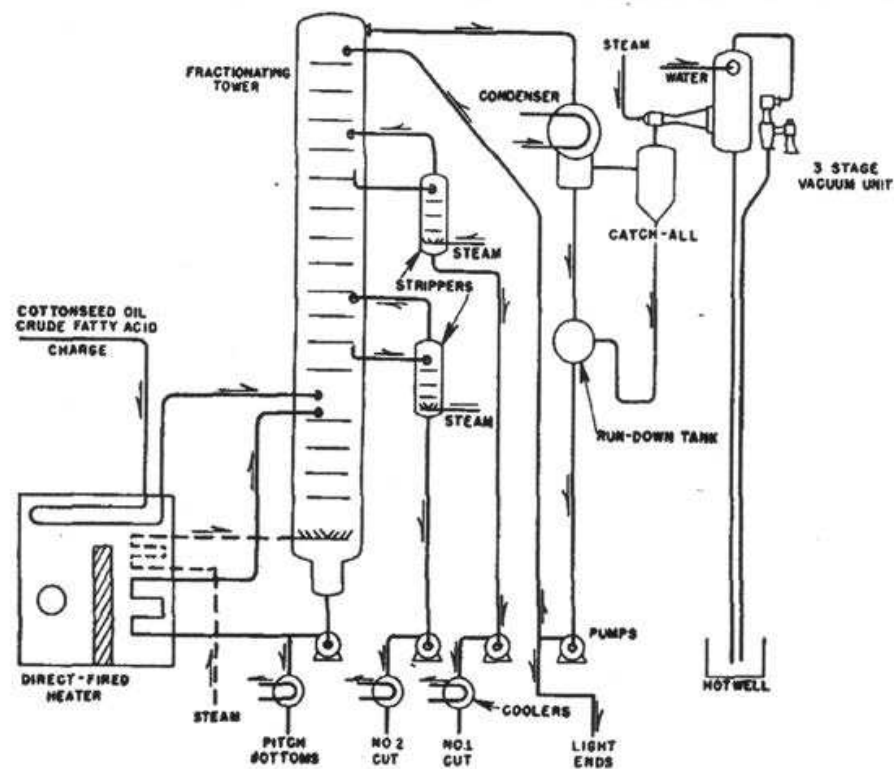 FRACTIONATING
TOWER
CONDENSER
STEAM
WATER
3 STAGE
VACUUM UNIT
CATCH-ALL
STEAM
STRIPPERS
COTTONSEED OIL
CRUDE FATTY ACID
CHARGE
STEAM
RUN-DOWN TANK
PUMPS
DIRECT-FIRED
HEATER
HOTWELL
STEAM
COOLERS
PITCH
BOTTOMS
NO 2
CUT
NO.1
CUT
LIGHT
ENDS